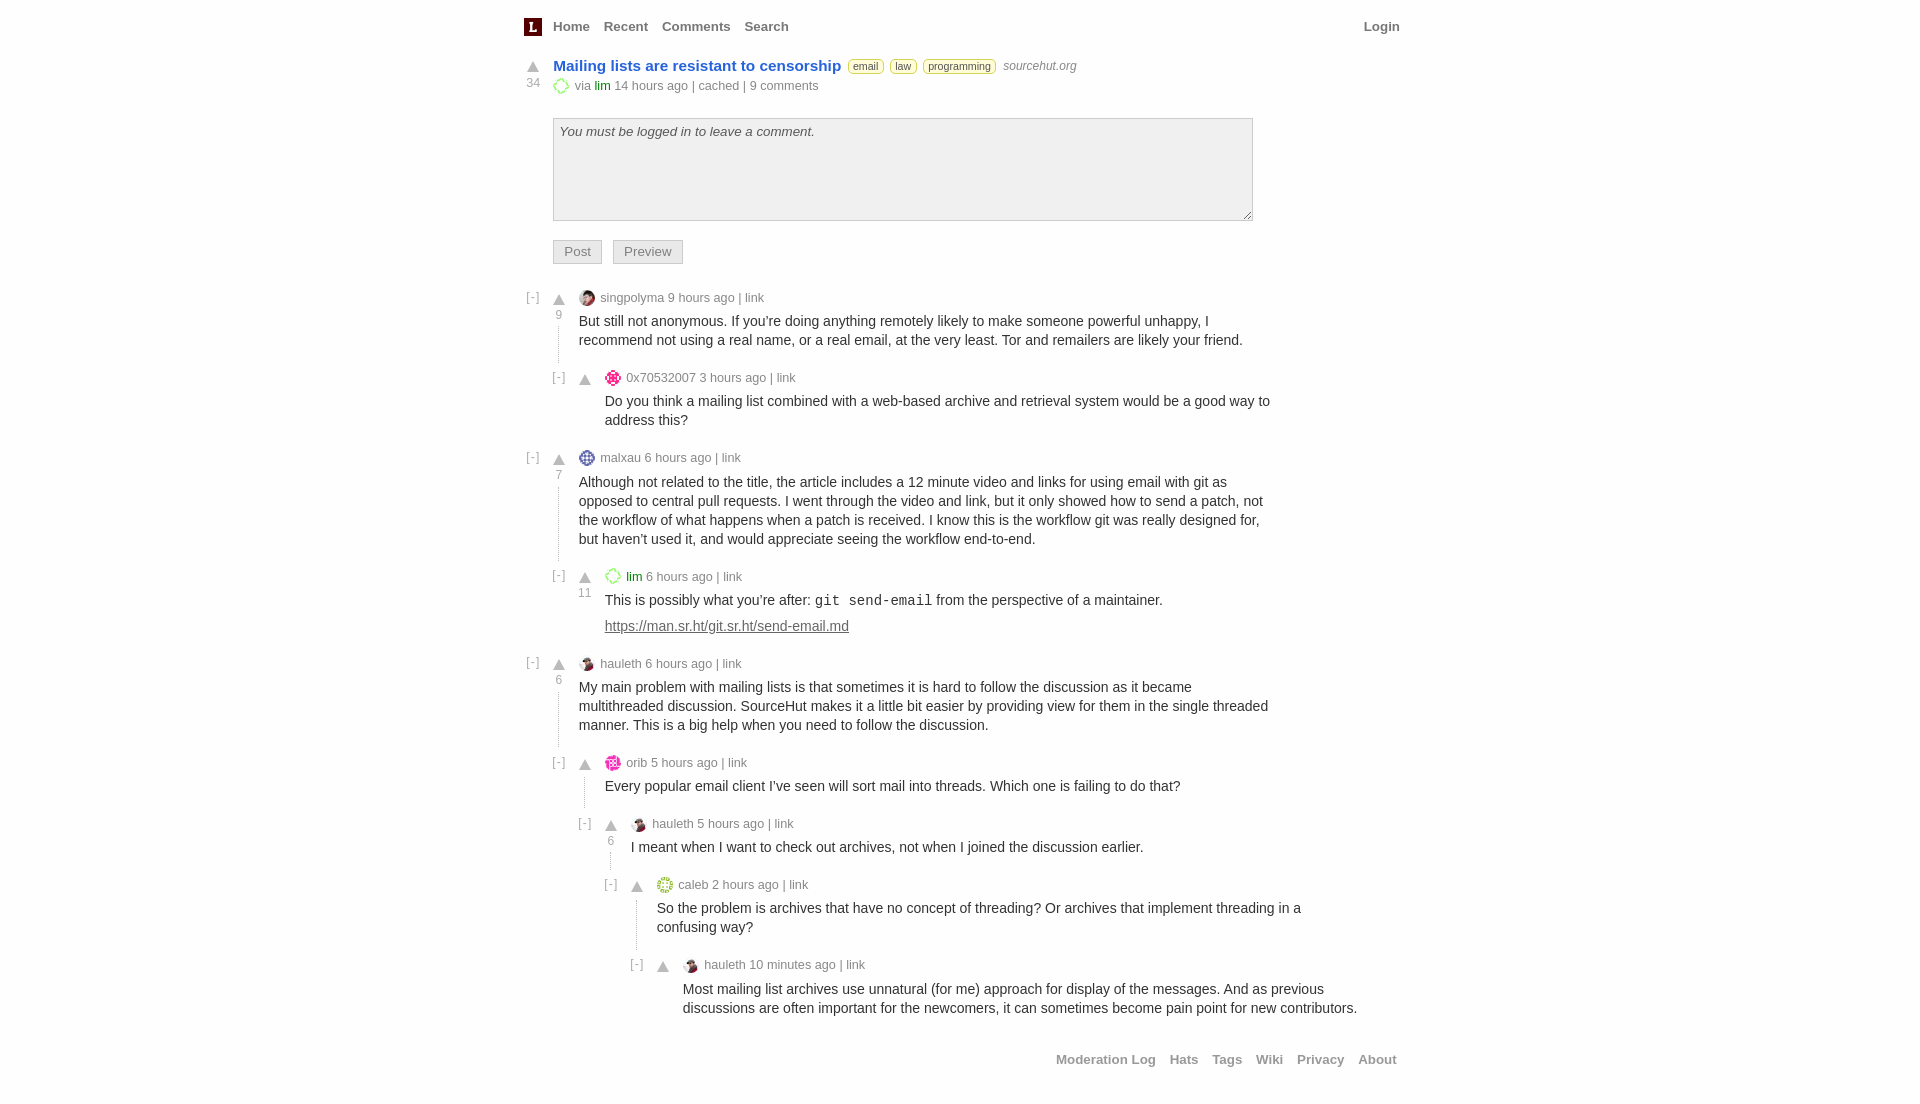 L Home Recent Comments Search Login
Mailing lists are resistant to censorship email law programming sourcehut.org
34 via lim 14 hours ago | cached | 9 comments
You must be logged in to leave a comment.
Post Preview
[-] singpolyma 9 hours ago | link
9
But still not anonymous. If you’re doing anything remotely likely to make someone powerful unhappy, I
recommend not using a real name, or a real email, at the very least. Tor and remailers are likely your friend.
[-] 0x70532007 3 hours ago | link
Do you think a mailing list combined with a web-based archive and retrieval system would be a good way to
address this?
[-] malxau 6 hours ago | link
7
Although not related to the title, the article includes a 12 minute video and links for using email with git as
opposed to central pull requests. I went through the video and link, but it only showed how to send a patch, not
the workflow of what happens when a patch is received. I know this is the workflow git was really designed for,
but haven’t used it, and would appreciate seeing the workflow end-to-end.
[-] lim 6 hours ago | link
11
This is possibly what you’re after: git send-email from the perspective of a maintainer.
https://man.sr.ht/git.sr.ht/send-email.md
[-] hauleth 6 hours ago | link
6
My main problem with mailing lists is that sometimes it is hard to follow the discussion as it became
multithreaded discussion. SourceHut makes it a little bit easier by providing view for them in the single threaded
manner. This is a big help when you need to follow the discussion.
[-] orib 5 hours ago | link
Every popular email client I’ve seen will sort mail into threads. Which one is failing to do that?
[-] hauleth 5 hours ago | link
6
I meant when I want to check out archives, not when I joined the discussion earlier.
[-] caleb 2 hours ago | link
So the problem is archives that have no concept of threading? Or archives that implement threading in a
confusing way?
[-] hauleth 10 minutes ago | link
Most mailing list archives use unnatural (for me) approach for display of the messages. And as previous
discussions are often important for the newcomers, it can sometimes become pain point for new contributors.
Moderation Log Hats Tags Wiki Privacy About